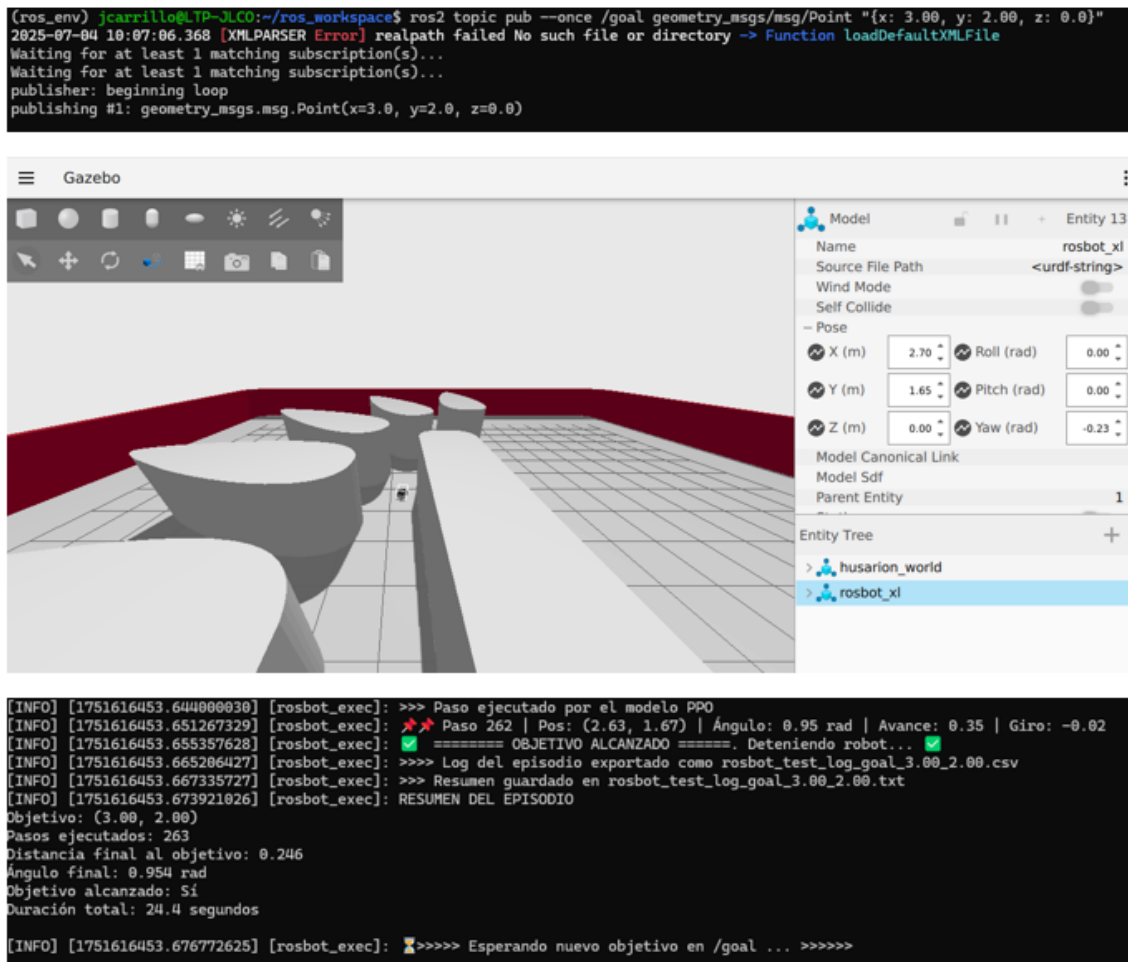 (ros_env) jcarrillo@LTP-JLCO:~/ros_workspace$ ros2 topic pub --once /goal geometry_msgs/msg/Point "{x: 3.00, y: 2.00, z: 0.0}"
2025-07-04 10:07:06.368 [XMLPARSER Error] realpath failed No such file or directory -> Function loadDefaultXMLFile
Waiting for at least 1 matching subscription(s)...
Waiting for at least 1 matching subscription(s)...
publisher: beginning loop
publishing #1: geometry_msgs.msg.Point(x=3.0, y=2.0, z=0.0)
Gazebo
Model Entity 13
Name rosbot_xl
Source File Path <urdf-string>
Wind Mode
Self Collide
− Pose
X (m) 2.70 Roll (rad) 0.00
Y (m) 1.65 Pitch (rad) 0.00
Z (m) 0.00 Yaw (rad) -0.23
Model Canonical Link
Model Sdf
Parent Entity 1
Entity Tree
husarion_world
rosbot_xl
[INFO] [1751616453.644000030] [rosbot_exec]: >>> Paso ejecutado por el modelo PPO
[INFO] [1751616453.651267329] [rosbot_exec]: 📌📌 Paso 262 | Pos: (2.63, 1.67) | Ángulo: 0.95 rad | Avance: 0.35 | Giro: -0.02
[INFO] [1751616453.655357628] [rosbot_exec]: ✅ ======== OBJETIVO ALCANZADO ======. Deteniendo robot... ✅
[INFO] [1751616453.665206427] [rosbot_exec]: >>>> Log del episodio exportado como rosbot_test_log_goal_3.00_2.00.csv
[INFO] [1751616453.667335727] [rosbot_exec]: >>> Resumen guardado en rosbot_test_log_goal_3.00_2.00.txt
[INFO] [1751616453.673921026] [rosbot_exec]: RESUMEN DEL EPISODIO
Objetivo: (3.00, 2.00)
Pasos ejecutados: 263
Distancia final al objetivo: 0.246
Ángulo final: 0.954 rad
Objetivo alcanzado: Sí
Duración total: 24.4 segundos
[INFO] [1751616453.676772625] [rosbot_exec]: ⏳>>>>> Esperando nuevo objetivo en /goal ... >>>>>>